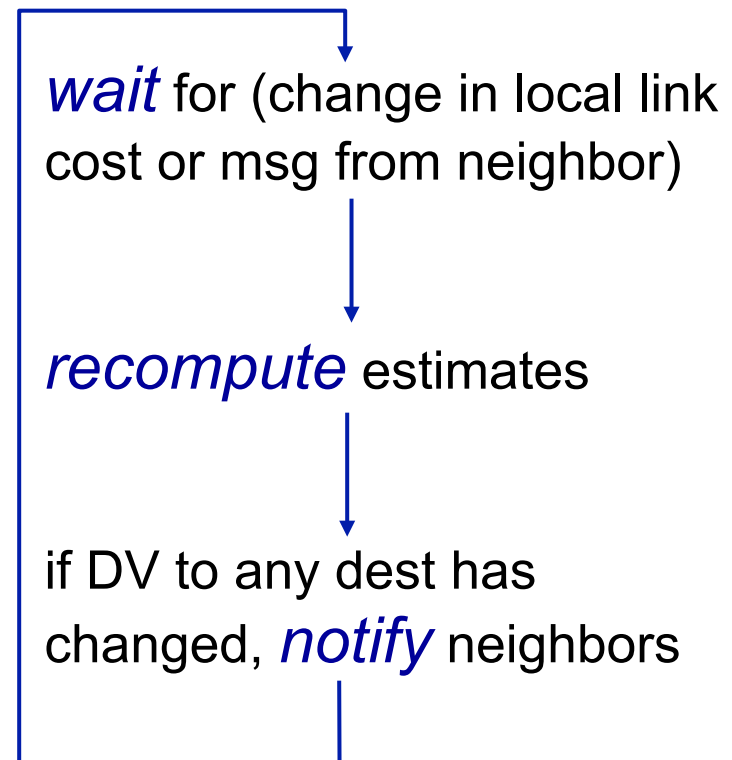 wait for (change in local link
cost or msg from neighbor)
recompute estimates
if DV to any dest has
changed, notify neighbors